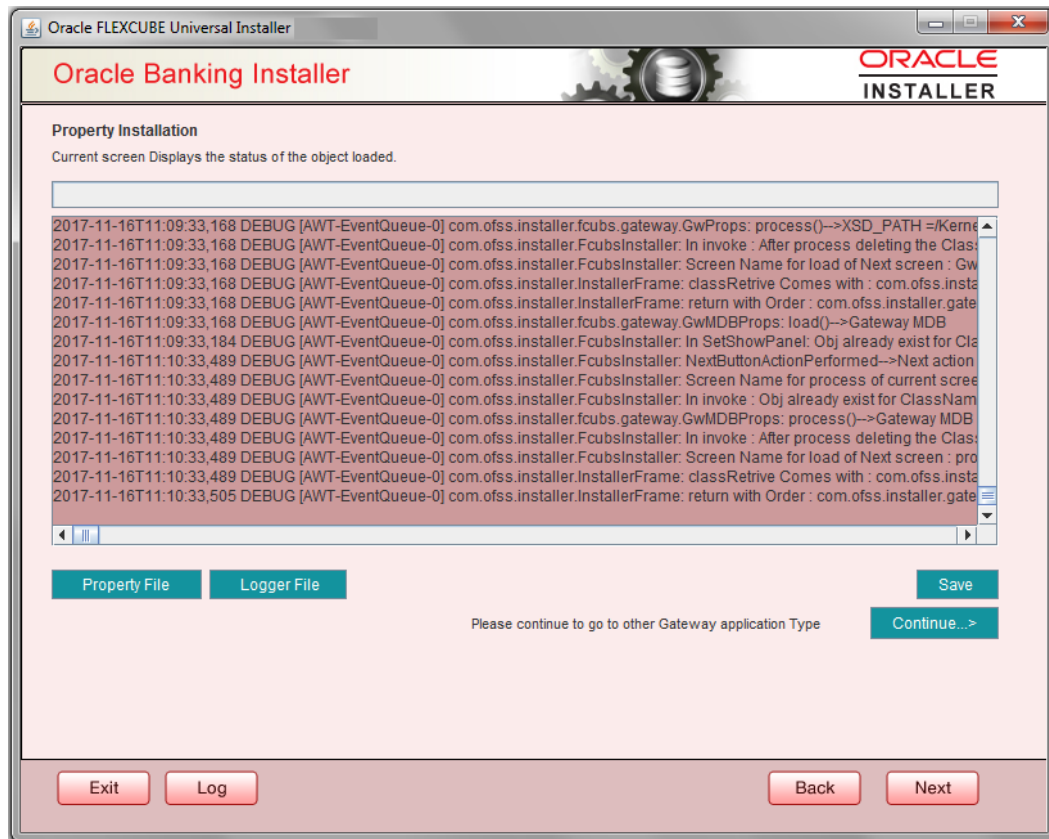 Oracle FLEXCUBE Universal Installer
Oracle Banking Installer
ORACLE
INSTALLER
Property Installation
Current screen Displays the status of the object loaded.
2017-11-16T11:09:33,168 DEBUG [AWT-EventQueue-0] com.ofss.installer.fcubs.gateway.GwProps: process()-->XSD_PATH =/Kerne
2017-11-16T11:09:33,168 DEBUG [AWT-EventQueue-0] com.ofss.installer.FcubsInstaller: In invoke : After process deleting the Clas
2017-11-16T11:09:33,168 DEBUG [AWT-EventQueue-0] com.ofss.installer.FcubsInstaller: Screen Name for load of Next screen : Gw
2017-11-16T11:09:33,168 DEBUG [AWT-EventQueue-0] com.ofss.installer.InstallerFrame: classRetrive Comes with : com.ofss.insta
2017-11-16T11:09:33,168 DEBUG [AWT-EventQueue-0] com.ofss.installer.InstallerFrame: return with Order : com.ofss.installer.gate
2017-11-16T11:09:33,168 DEBUG [AWT-EventQueue-0] com.ofss.installer.fcubs.gateway.GwMDBProps: load()-->Gateway MDB
2017-11-16T11:09:33,184 DEBUG [AWT-EventQueue-0] com.ofss.installer.FcubsInstaller: In SetShowPanel: Obj already exist for Cla
2017-11-16T11:10:33,489 DEBUG [AWT-EventQueue-0] com.ofss.installer.FcubsInstaller: NextButtonActionPerformed-->Next action
2017-11-16T11:10:33,489 DEBUG [AWT-EventQueue-0] com.ofss.installer.FcubsInstaller: Screen Name for process of current scree
2017-11-16T11:10:33,489 DEBUG [AWT-EventQueue-0] com.ofss.installer.FcubsInstaller: In invoke : Obj already exist for ClassNam
2017-11-16T11:10:33,489 DEBUG [AWT-EventQueue-0] com.ofss.installer.fcubs.gateway.GwMDBProps: process()-->Gateway MDB
2017-11-16T11:10:33,489 DEBUG [AWT-EventQueue-0] com.ofss.installer.FcubsInstaller: In invoke : After process deleting the Clas
2017-11-16T11:10:33,489 DEBUG [AWT-EventQueue-0] com.ofss.installer.FcubsInstaller: Screen Name for load of Next screen : pro
2017-11-16T11:10:33,489 DEBUG [AWT-EventQueue-0] com.ofss.installer.InstallerFrame: classRetrive Comes with : com.ofss.insta
2017-11-16T11:10:33,505 DEBUG [AWT-EventQueue-0] com.ofss.installer.InstallerFrame: return with Order : com.ofss.installer.gate
Property File
Logger File
Save
Please continue to go to other Gateway application Type
Continue...>
Exit
Log
Back
Next